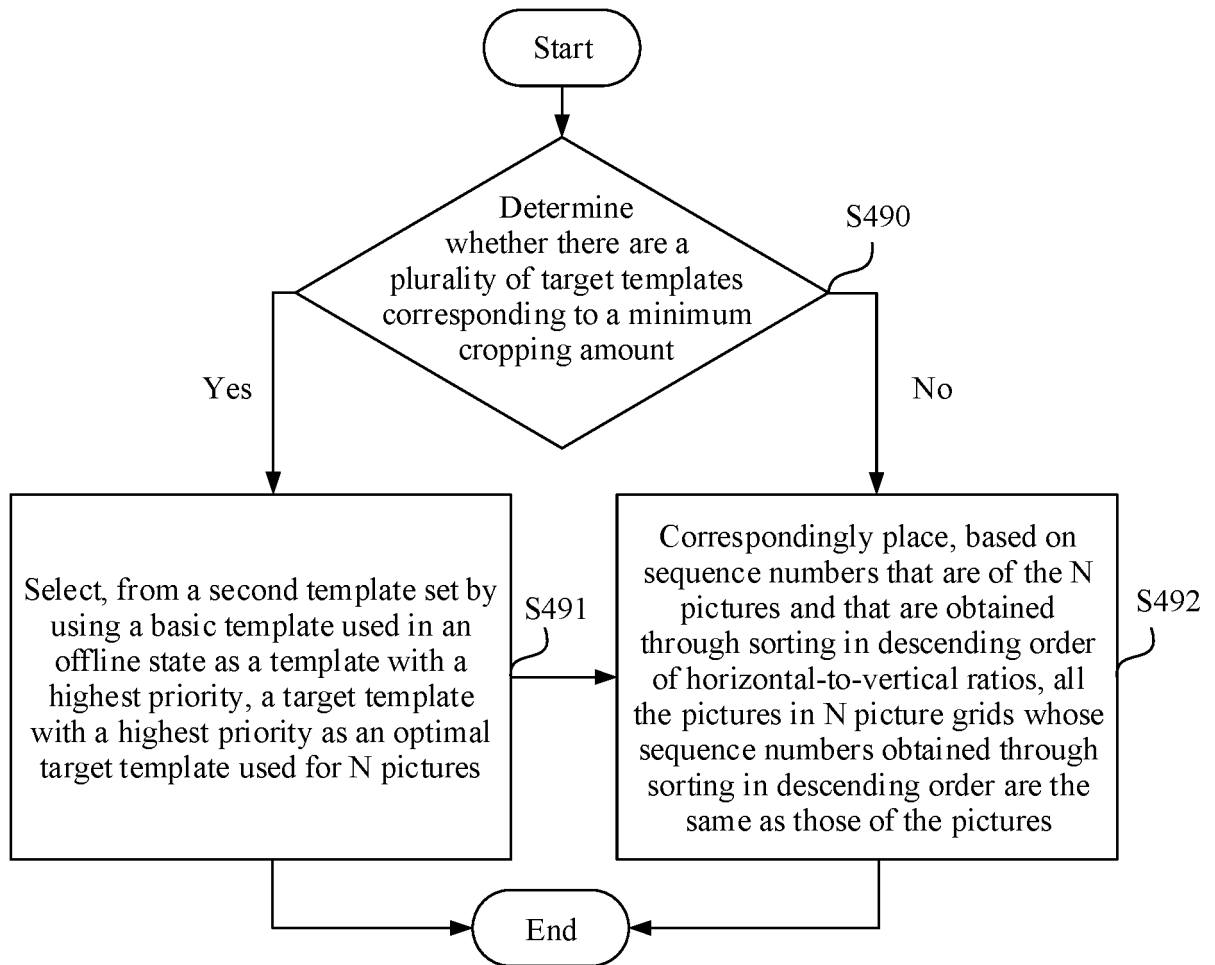 Start
Determine
whether there are a
plurality of target templates
corresponding to a minimum
cropping amount
S490
Yes
No
Select, from a second template set by
using a basic template used in an
offline state as a template with a
highest priority, a target template
with a highest priority as an optimal
target template used for N pictures
S491
Correspondingly place, based on
sequence numbers that are of the N
pictures and that are obtained
through sorting in descending order
of horizontal-to-vertical ratios, all
the pictures in N picture grids whose
sequence numbers obtained through
sorting in descending order are the
same as those of the pictures
S492
End